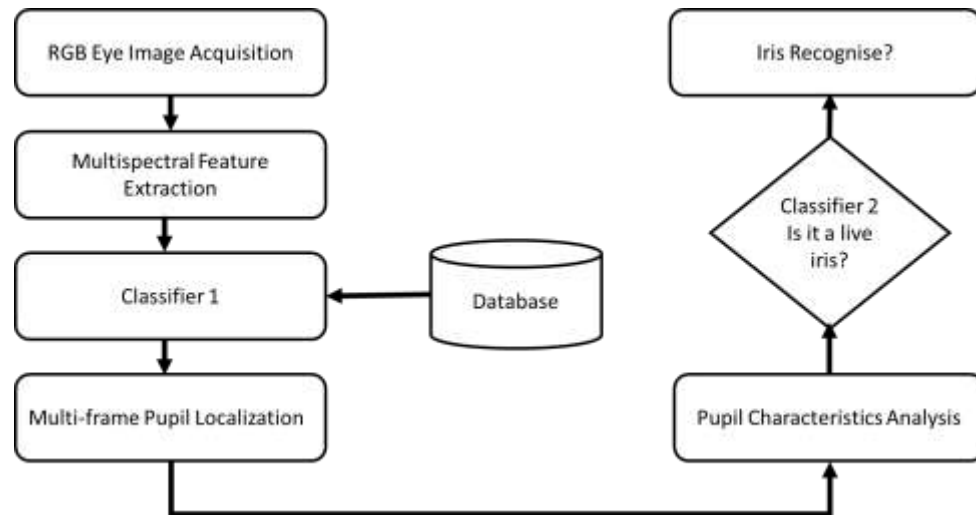 RGB Eye Image Acquisition
Multispectral Feature
Extraction
Classifier 1
Database
Multi-frame Pupil Localization
Pupil Characteristics Analysis
Classifier 2
Is it a live
iris?
Iris Recognise?